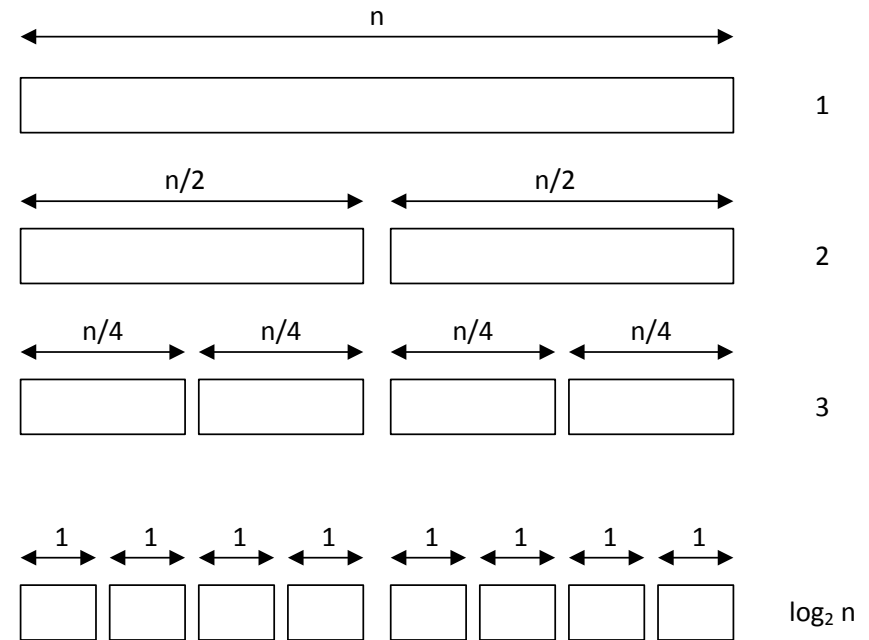 n
1
n/2 n/2
2
n/4 n/4 n/4 n/4
3
1 1 1 1 1 1 1 1
log₂ n